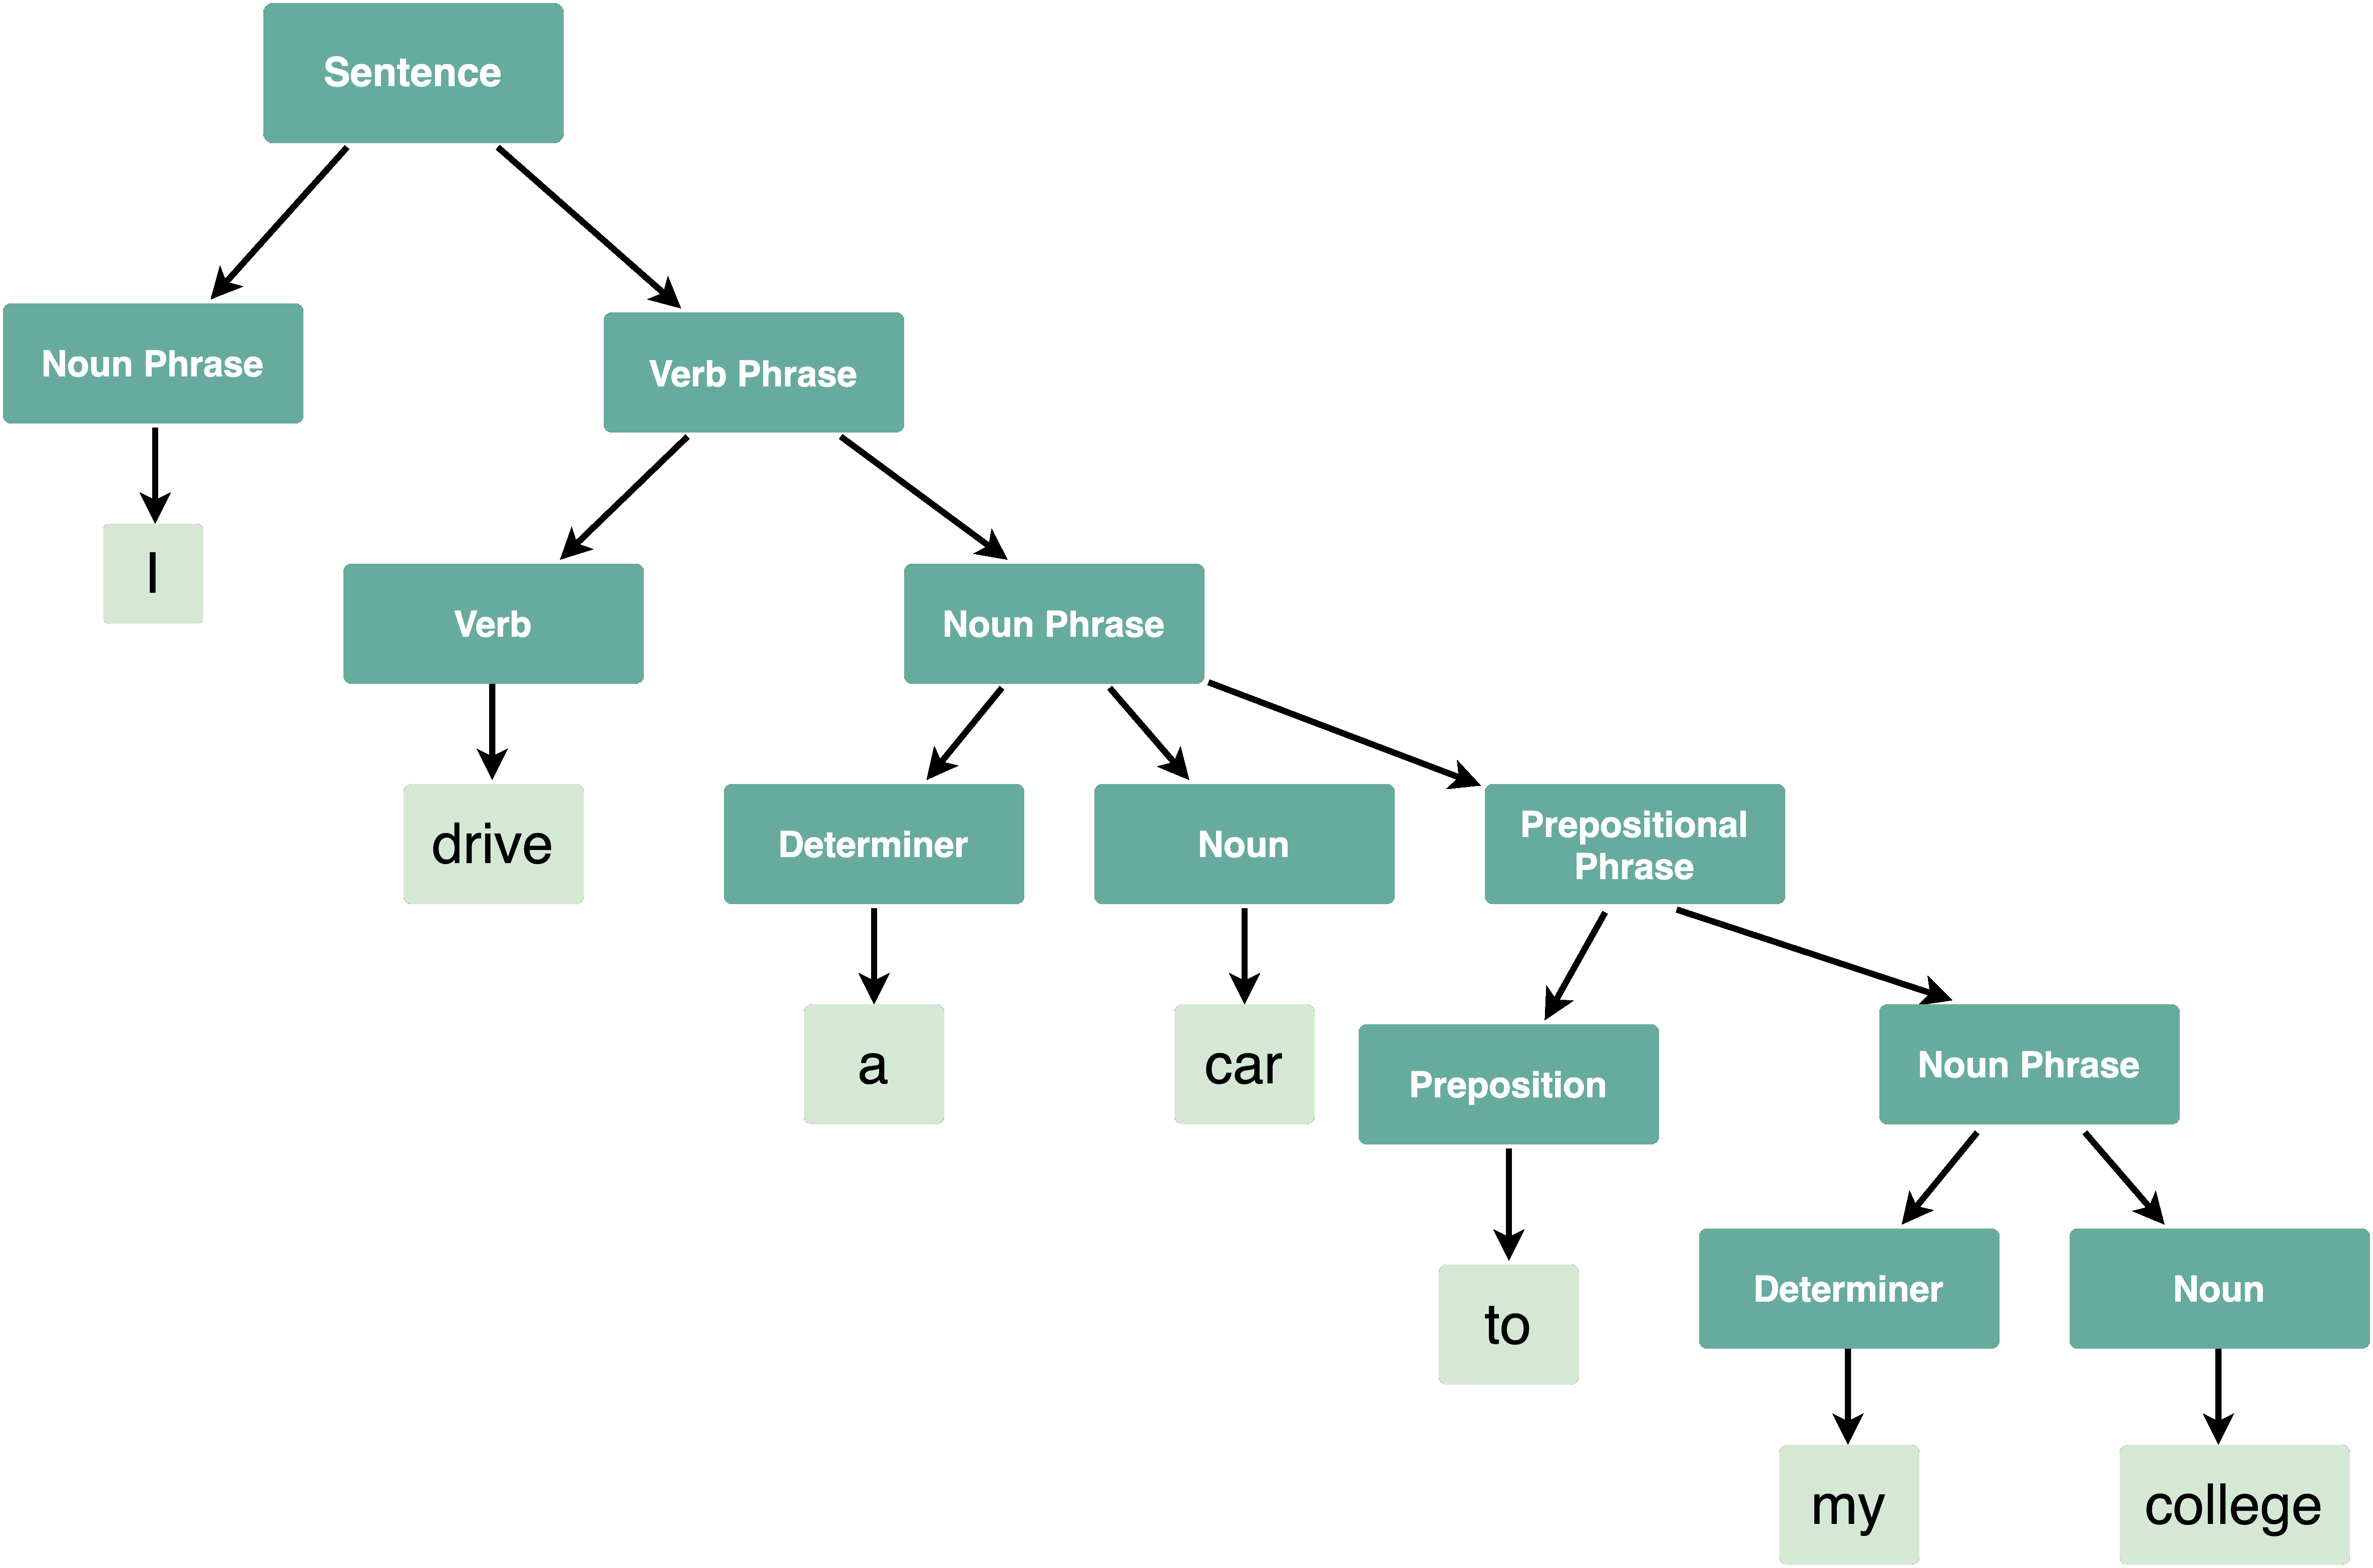 Sentence
Noun Phrase
Verb Phrase
I
Verb
Noun Phrase
drive
Determiner
Noun
Prepositional
Phrase
a
car
Preposition
Noun Phrase
to
Determiner
Noun
my
college